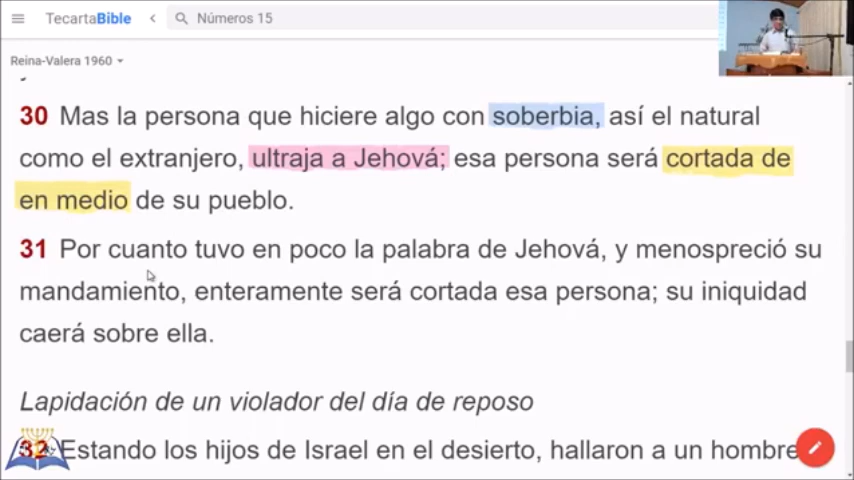 TecartaBible
Números 15
Reina-Valera 1960
30 Mas la persona que hiciere algo con soberbia, así el natural
como el extranjero, ultraja a Jehová; esa persona será cortada de
en medio de su pueblo.
31 Por cuanto tuvo en poco la palabra de Jehová, y menospreció su
mandamiento, enteramente será cortada esa persona; su iniquidad
caerá sobre ella.
Lapidación de un violador del día de reposo
32 Estando los hijos de Israel en el desierto, hallaron a un hombre